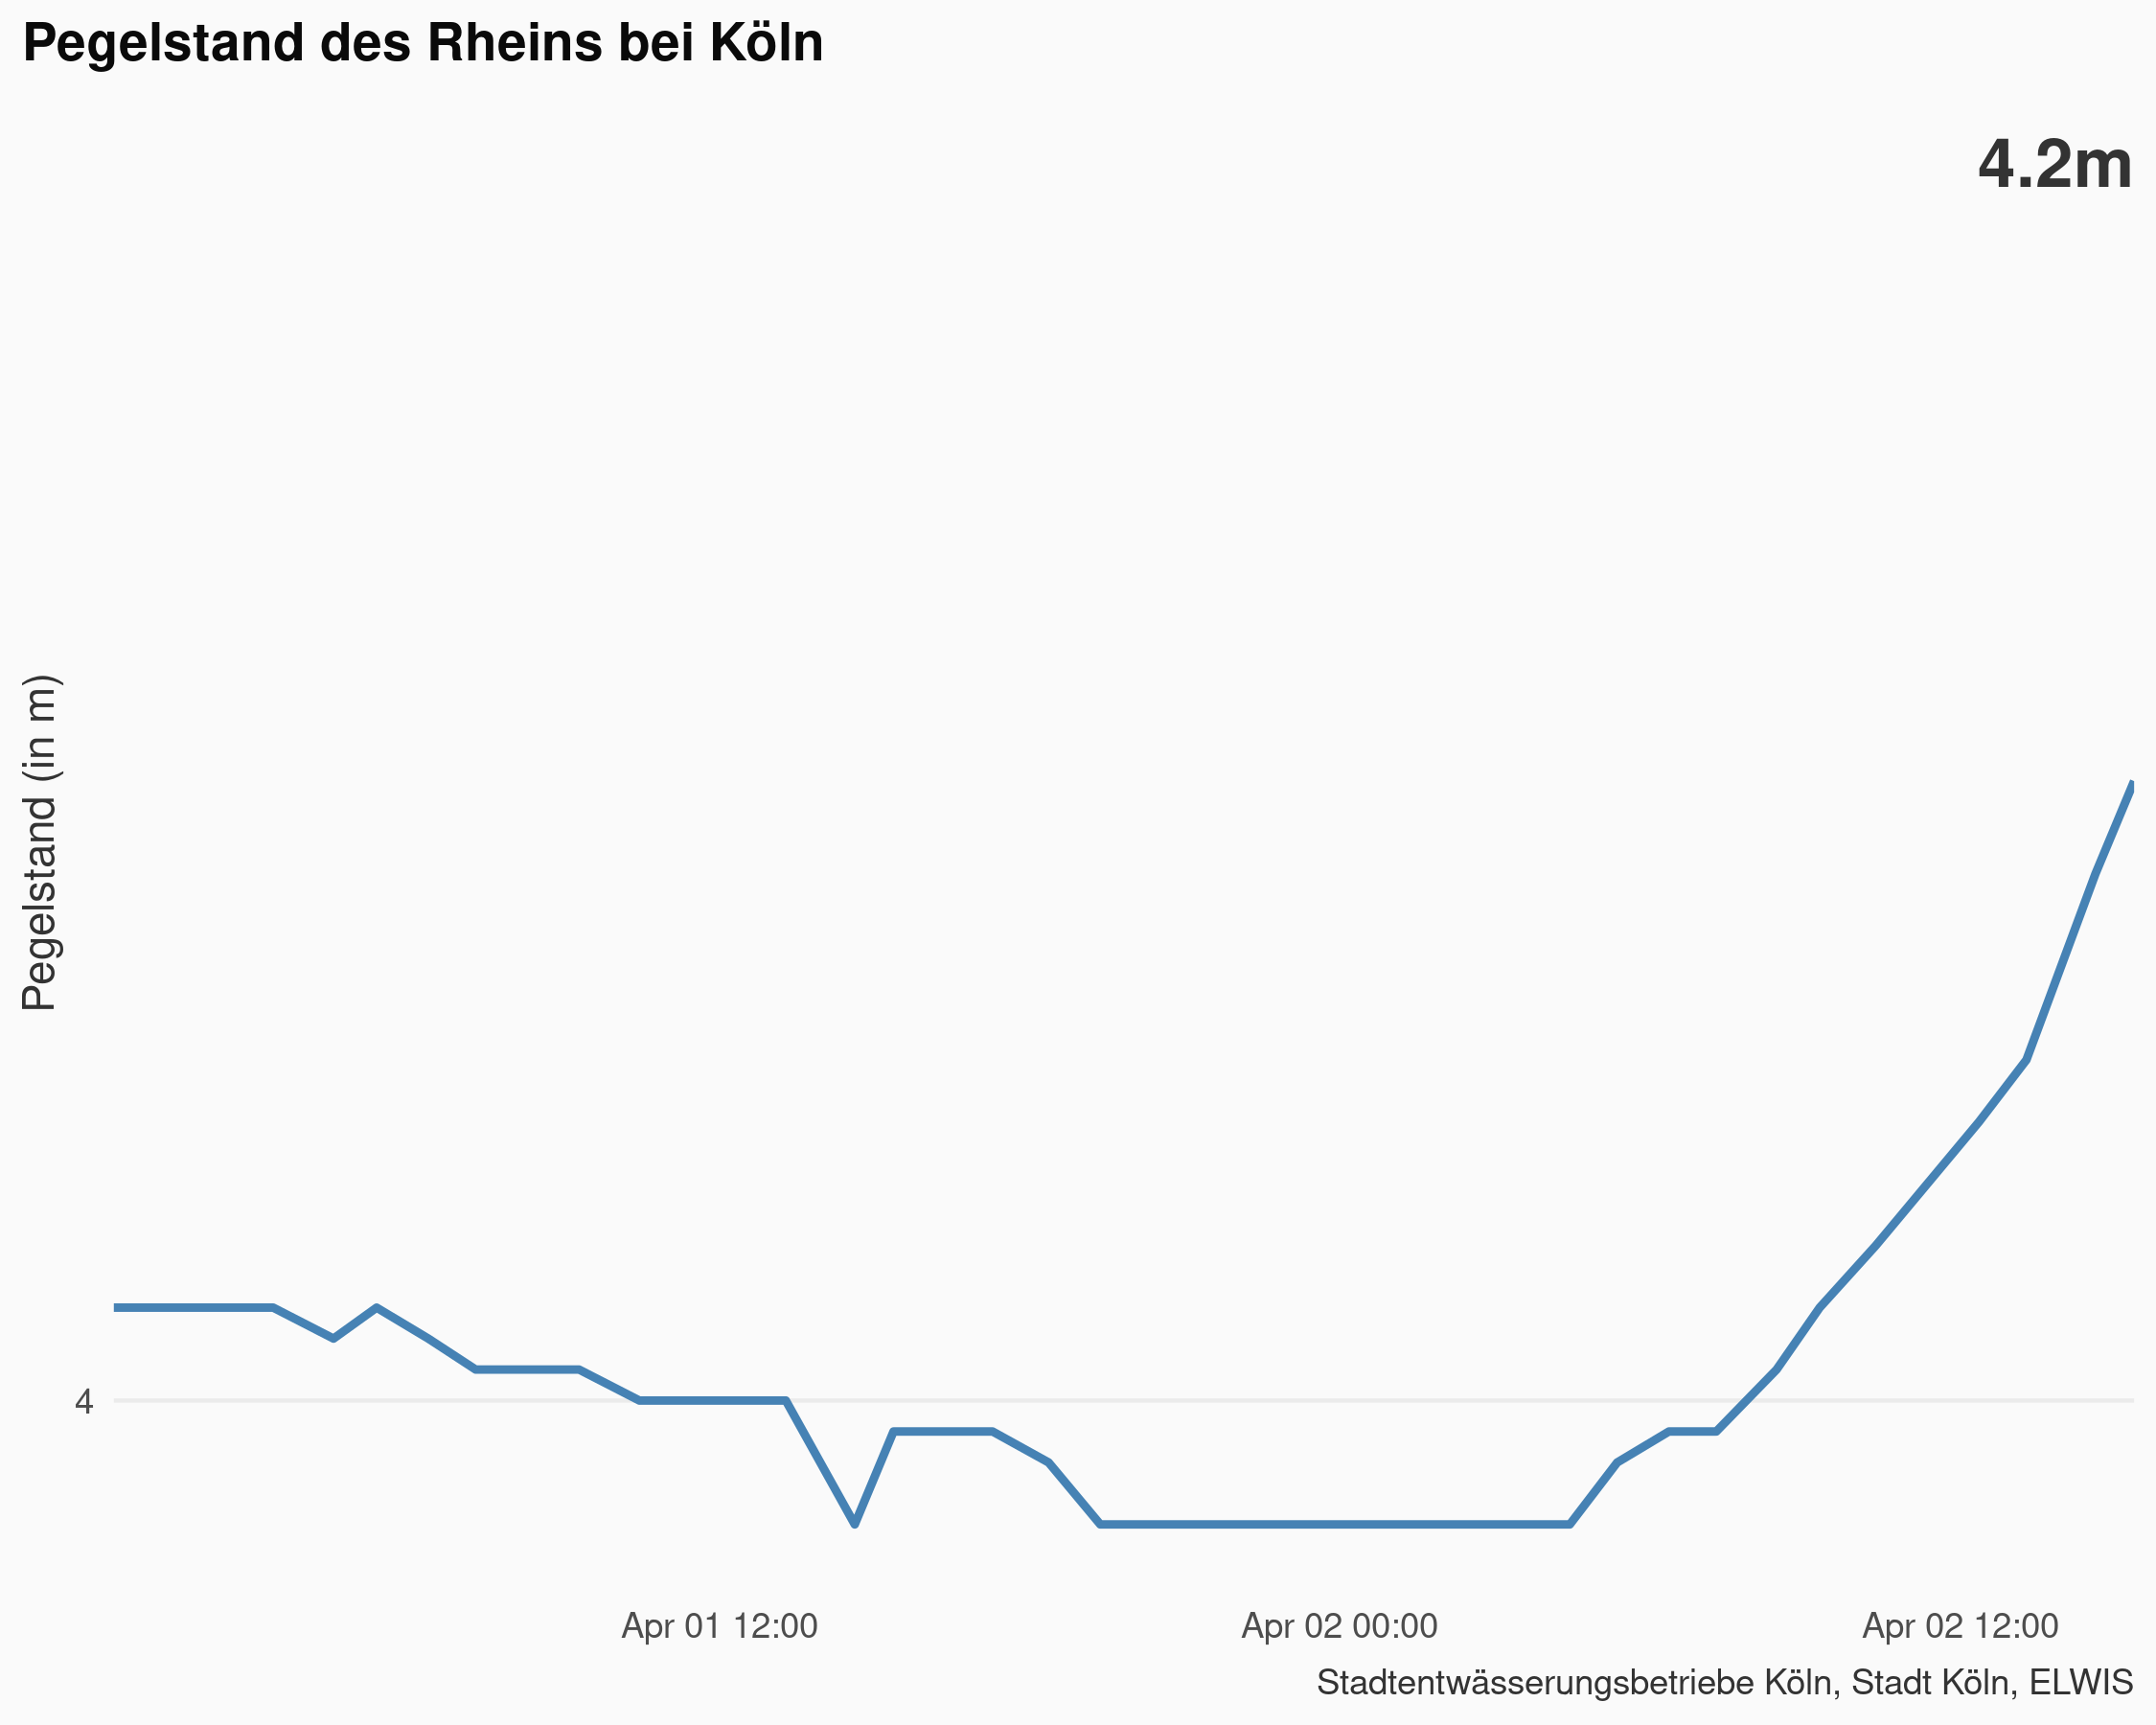 Pegelstand des Rheins bei Köln
4.2m
Pegelstand (in m)
4
Apr 01 12:00
Apr 02 00:00
Apr 02 12:00
Stadtentwässerungsbetriebe Köln, Stadt Köln, ELWIS